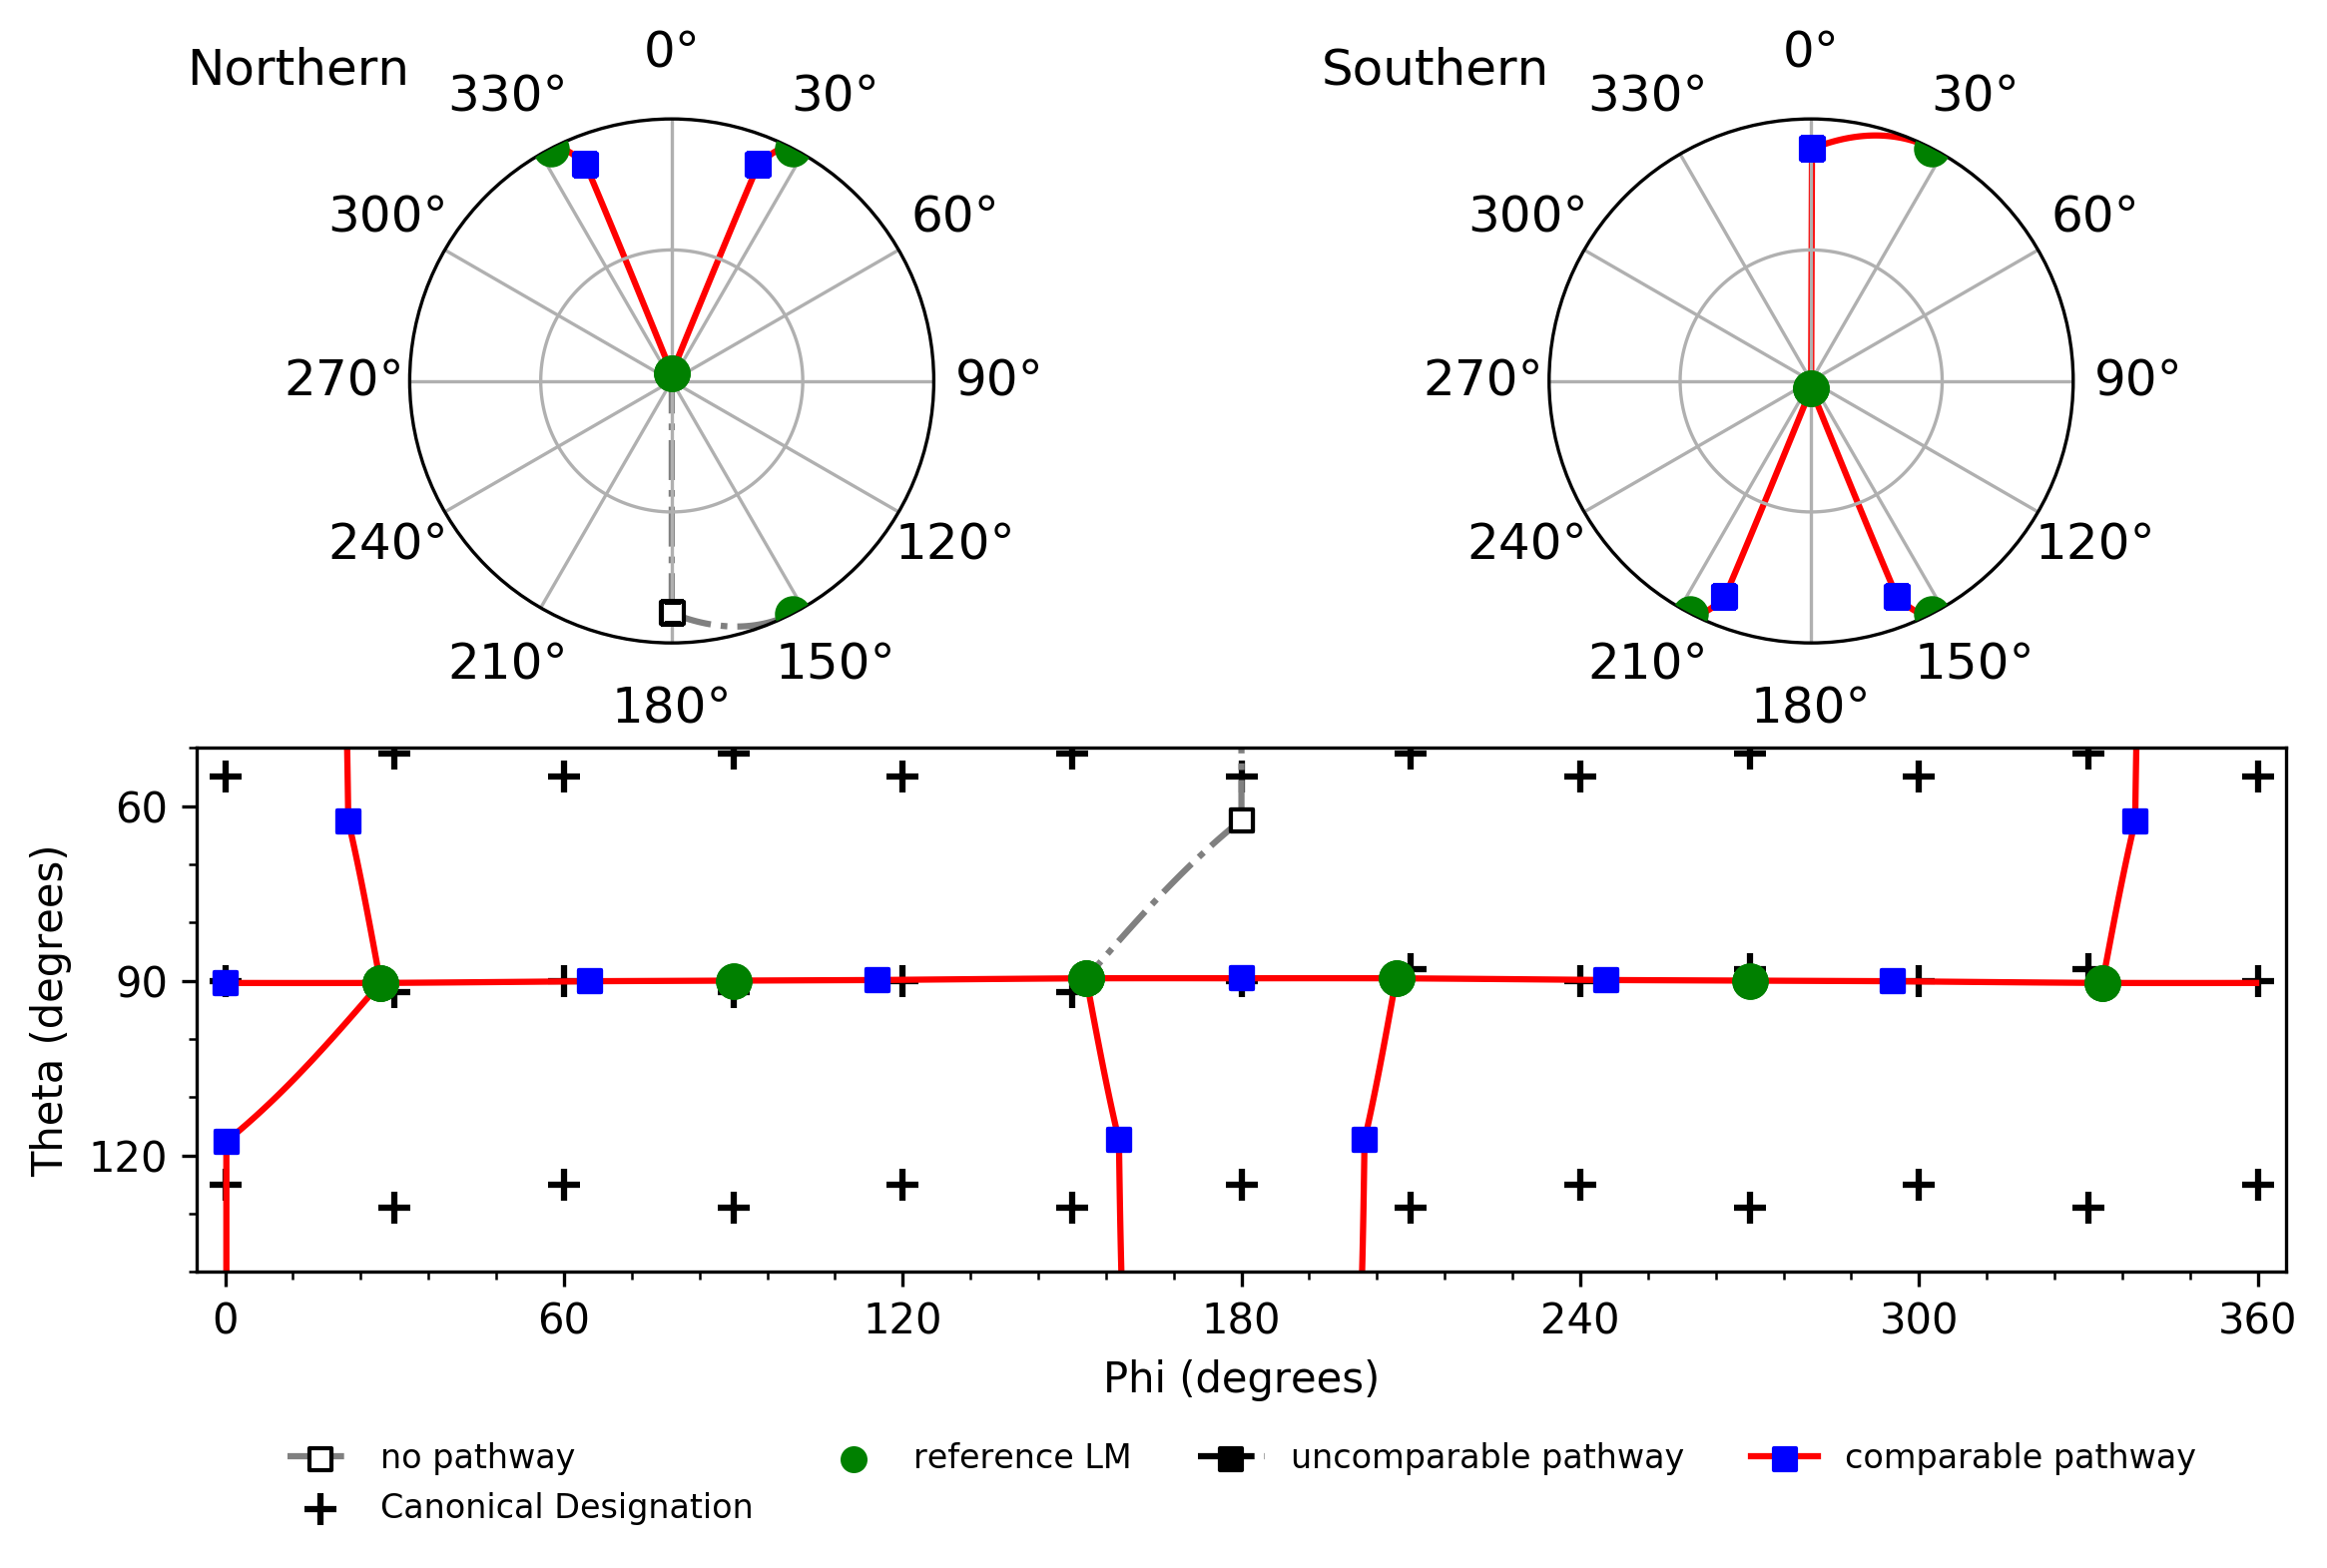 Northern
0°
30°
60°
90°
120°
150°
180°
210°
240°
270°
300°
330°
Southern
0°
30°
60°
90°
120°
150°
180°
210°
240°
270°
300°
330°
Theta (degrees)
60
90
120
0 60 120 180 240 300 360
Phi (degrees)
no pathway
Canonical Designation
reference LM
uncomparable pathway
comparable pathway